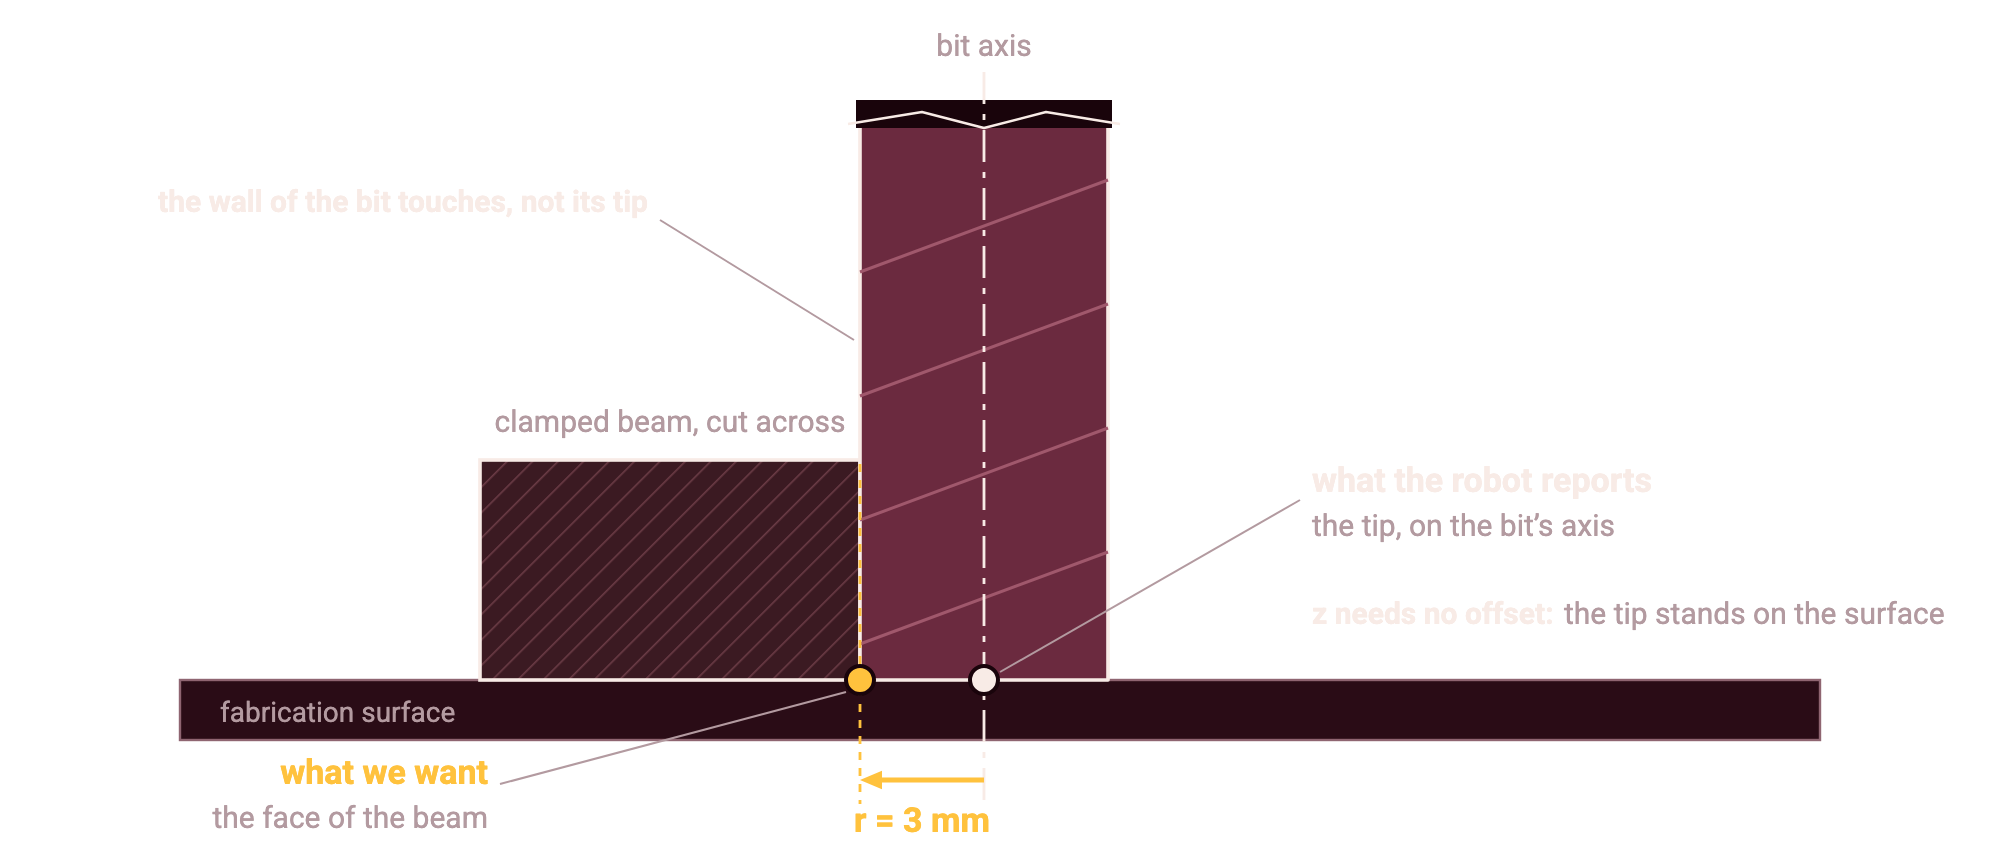 bit axis
the wall of the bit touches, not its tip
clamped beam, cut across
what the robot reports
the tip, on the bit’s axis
z needs no offset: the tip stands on the surface
fabrication surface
what we want
the face of the beam
r = 3 mm